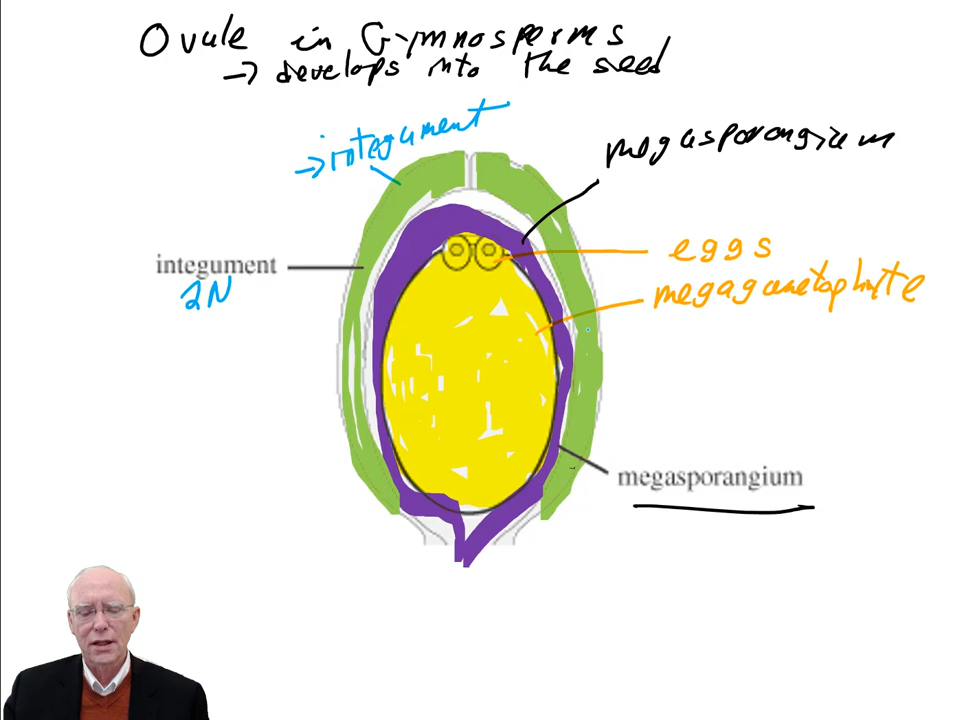 Ovule in Gymnosperms
→ develops into the seed
→ integument
megasporangium
eggs
integument
2N
megagametophyte
megasporangium